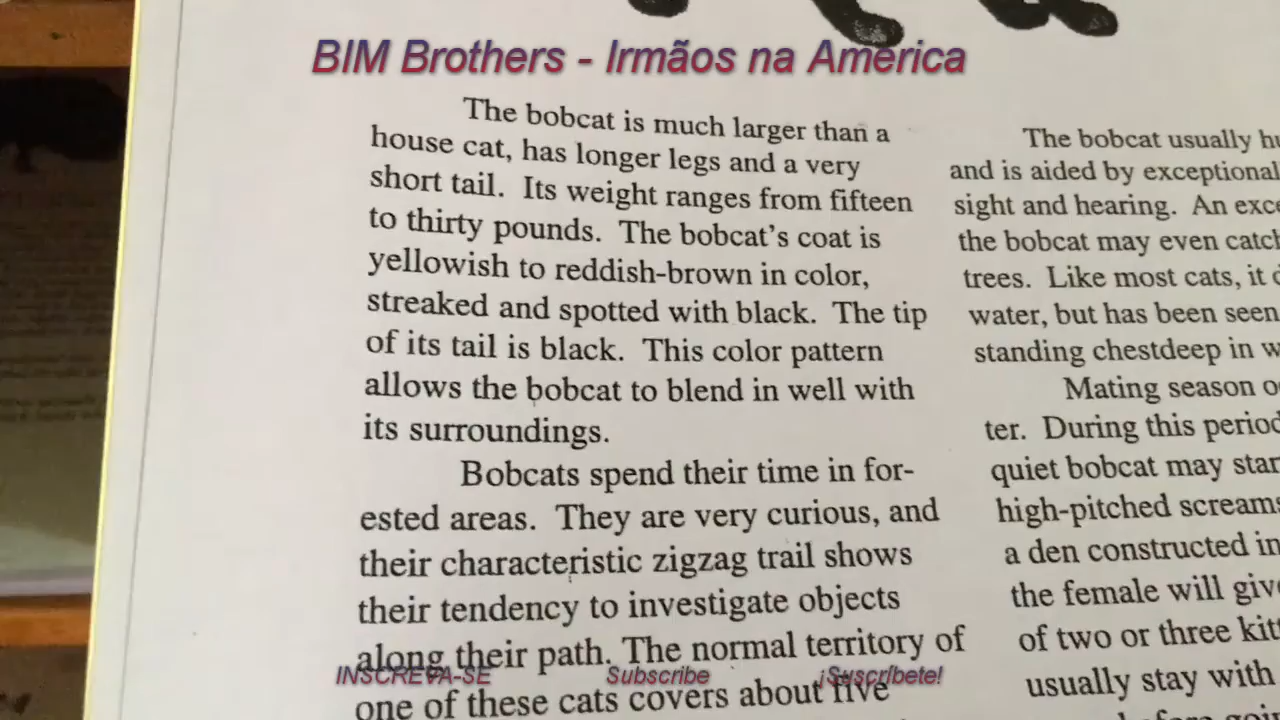 BIM Brothers - Irmãos na America
The bobcat is much larger than a
house cat, has longer legs and a very
short tail. Its weight ranges from fifteen
to thirty pounds. The bobcat's coat is
yellowish to reddish-brown in color,
streaked and spotted with black. The tip
of its tail is black. This color pattern
allows the bobcat to blend in well with
its surroundings.
Bobcats spend their time in for-
ested areas. They are very curious, and
their characteristic zigzag trail shows
their tendency to investigate objects
along their path. The normal territory of
one of these cats covers about five
The bobcat usually
and is aided by exceptional
sight and hearing. An
the bobcat may even catch
trees. Like most cats, it
water, but has been seen
standing chestdeep in
Mating season
ter. During this period
quiet bobcat may
high-pitched screams
a den constructed in
the female will give
of two or three
usually stay with
INSCREVA-SE Subscribe ¡Suscríbete!